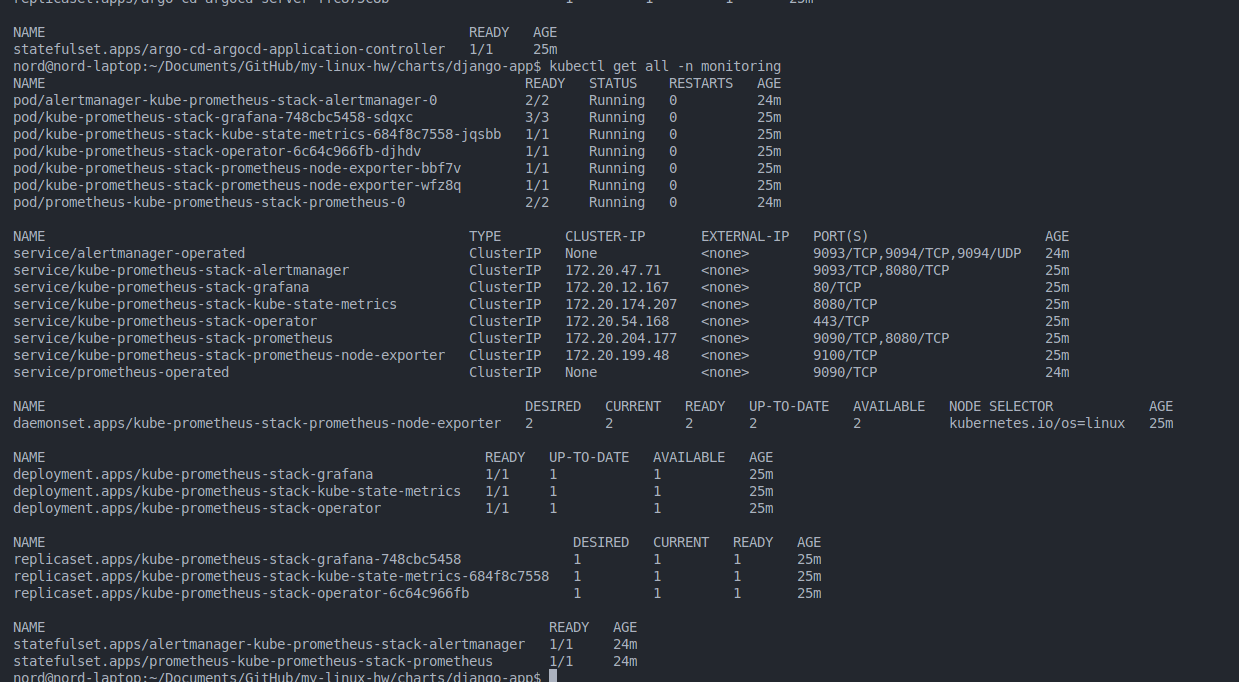 replicaset.apps/argo-cd-argocd-server-ffc875c8b 1 1 1 25m
NAME READY AGE
statefulset.apps/argo-cd-argocd-application-controller 1/1 25m
nord@nord-laptop:~/Documents/GitHub/my-linux-hw/charts/django-app$ kubectl get all -n monitoring
NAME READY STATUS RESTARTS AGE
pod/alertmanager-kube-prometheus-stack-alertmanager-0 2/2 Running 0 24m
pod/kube-prometheus-stack-grafana-748cbc5458-sdqxc 3/3 Running 0 25m
pod/kube-prometheus-stack-kube-state-metrics-684f8c7558-jqsbb 1/1 Running 0 25m
pod/kube-prometheus-stack-operator-6c64c966fb-djhdv 1/1 Running 0 25m
pod/kube-prometheus-stack-prometheus-node-exporter-bbf7v 1/1 Running 0 25m
pod/kube-prometheus-stack-prometheus-node-exporter-wfz8q 1/1 Running 0 25m
pod/prometheus-kube-prometheus-stack-prometheus-0 2/2 Running 0 24m
NAME TYPE CLUSTER-IP EXTERNAL-IP PORT(S) AGE
service/alertmanager-operated ClusterIP None <none> 9093/TCP,9094/TCP,9094/UDP 24m
service/kube-prometheus-stack-alertmanager ClusterIP 172.20.47.71 <none> 9093/TCP,8080/TCP 25m
service/kube-prometheus-stack-grafana ClusterIP 172.20.12.167 <none> 80/TCP 25m
service/kube-prometheus-stack-kube-state-metrics ClusterIP 172.20.174.207 <none> 8080/TCP 25m
service/kube-prometheus-stack-operator ClusterIP 172.20.54.168 <none> 443/TCP 25m
service/kube-prometheus-stack-prometheus ClusterIP 172.20.204.177 <none> 9090/TCP,8080/TCP 25m
service/kube-prometheus-stack-prometheus-node-exporter ClusterIP 172.20.199.48 <none> 9100/TCP 25m
service/prometheus-operated ClusterIP None <none> 9090/TCP 24m
NAME DESIRED CURRENT READY UP-TO-DATE AVAILABLE NODE SELECTOR AGE
daemonset.apps/kube-prometheus-stack-prometheus-node-exporter 2 2 2 2 2 kubernetes.io/os=linux 25m
NAME READY UP-TO-DATE AVAILABLE AGE
deployment.apps/kube-prometheus-stack-grafana 1/1 1 1 25m
deployment.apps/kube-prometheus-stack-kube-state-metrics 1/1 1 1 25m
deployment.apps/kube-prometheus-stack-operator 1/1 1 1 25m
NAME DESIRED CURRENT READY AGE
replicaset.apps/kube-prometheus-stack-grafana-748cbc5458 1 1 1 25m
replicaset.apps/kube-prometheus-stack-kube-state-metrics-684f8c7558 1 1 1 25m
replicaset.apps/kube-prometheus-stack-operator-6c64c966fb 1 1 1 25m
NAME READY AGE
statefulset.apps/alertmanager-kube-prometheus-stack-alertmanager 1/1 24m
statefulset.apps/prometheus-kube-prometheus-stack-prometheus 1/1 24m
nord@nord-laptop:~/Documents/GitHub/my-linux-hw/charts/django-app$